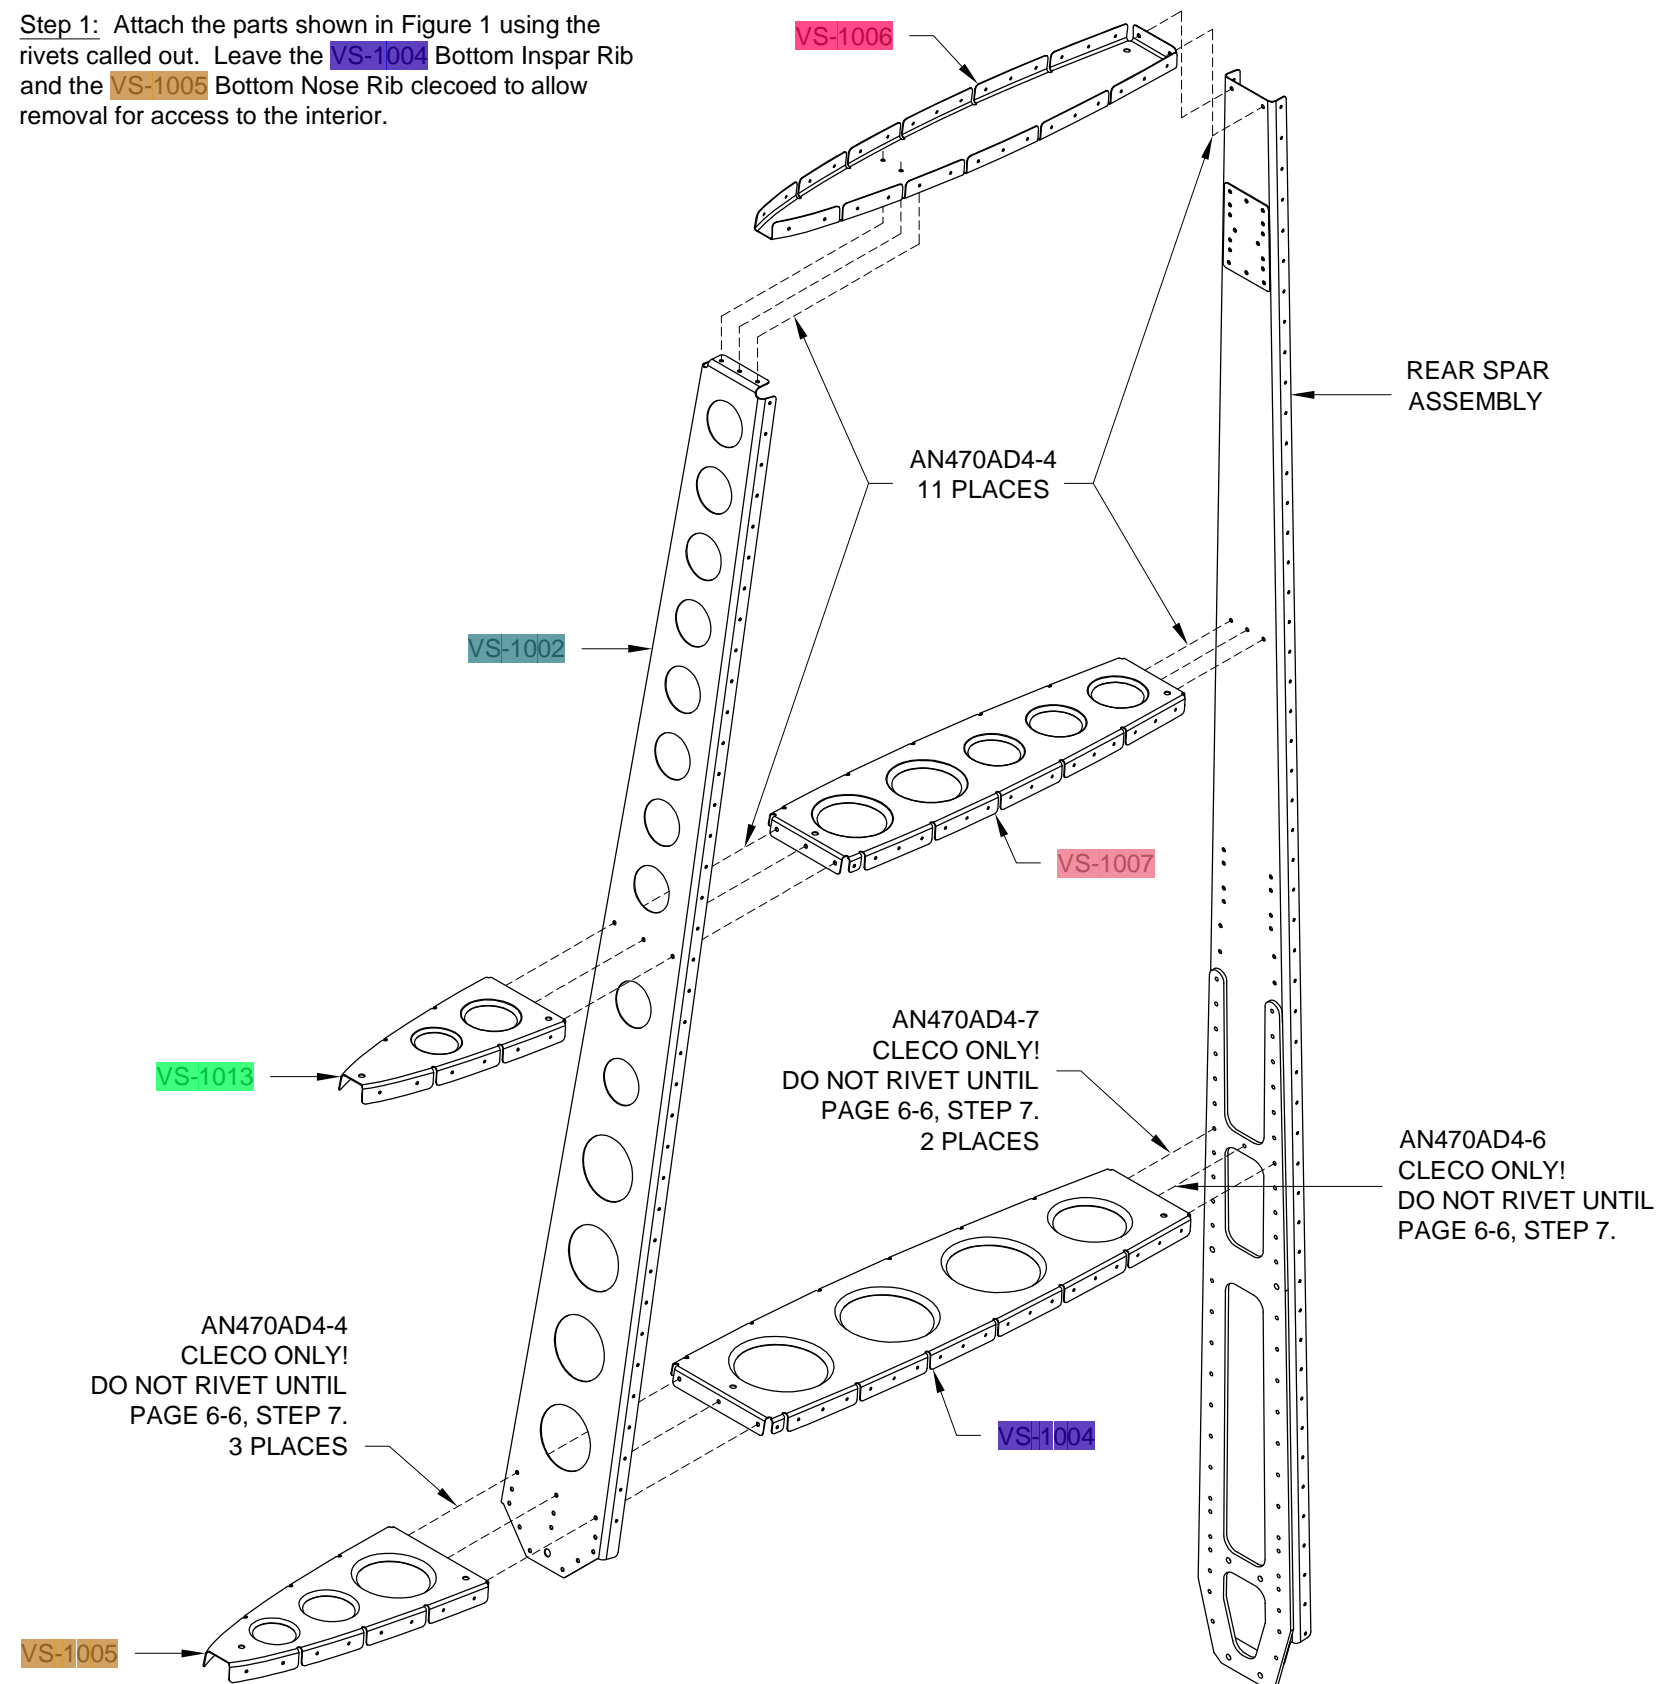 Step 1: Attach the parts shown in Figure 1 using the
rivets called out. Leave the VS-1004 Bottom Inspar Rib
and the VS-1005 Bottom Nose Rib clecoed to allow
removal for access to the interior.
VS-1006
REAR SPAR
ASSEMBLY
AN470AD4-4
11 PLACES
VS-1002
VS-1007
AN470AD4-7
CLECO ONLY!
DO NOT RIVET UNTIL
PAGE 6-6, STEP 7.
2 PLACES
VS-1013
AN470AD4-6
CLECO ONLY!
DO NOT RIVET UNTIL
PAGE 6-6, STEP 7.
AN470AD4-4
CLECO ONLY!
DO NOT RIVET UNTIL
PAGE 6-6, STEP 7.
3 PLACES
VS-1004
VS-1005